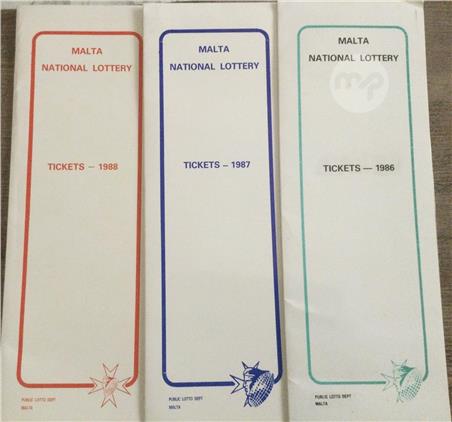 MALTA
NATIONAL LOTTERY
TICKETS - 1988
PUBLIC LOTTO DEPT
MALTA
MALTA
NATIONAL LOTTERY
TICKETS - 1987
PUBLIC LOTTO DEPT
MALTA
MALTA
NATIONAL LOTTERY
mp
TICKETS — 1986
PUBLIC LOTTO DEPT
MALTA